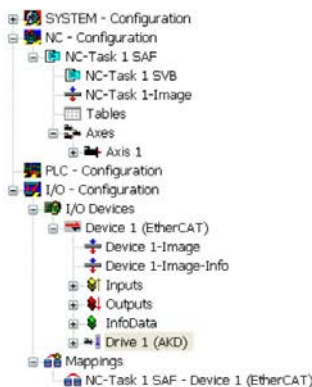 SYSTEM - Configuration
NC - Configuration
NC-Task 1 SAF
NC-Task 1 SVB
NC-Task 1-Image
Tables
Axes
Axis 1
PLC - Configuration
I/O - Configuration
I/O Devices
Device 1 (EtherCAT)
Device 1-Image
Device 1-Image-Info
Inputs
Outputs
InfoData
Drive 1 (AKD)
Mappings
NC-Task 1 SAF - Device 1 (EtherCAT)